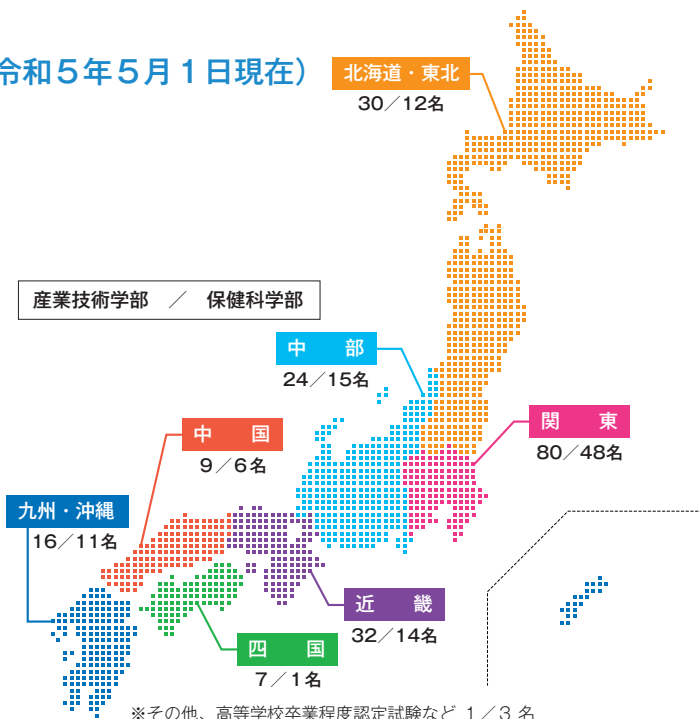 令和５年５月１日現在）
北海道・東北
30／12名
産業技術学部　／　保健科学部
中　部
24／15名
中　国
9／6名
関　東
80／48名
九州・沖縄
16／11名
近　畿
32／14名
四　国
7／1名
※その他、高等学校卒業程度認定試験など 1／3 名